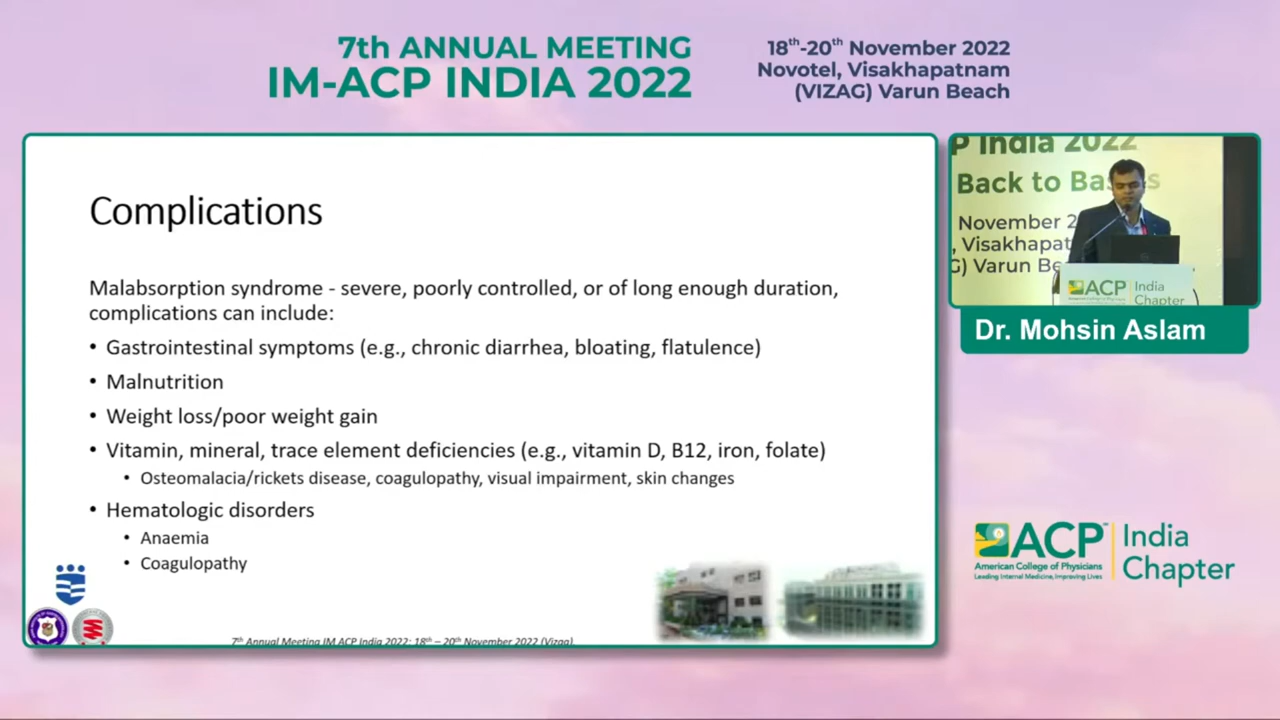 7th ANNUAL MEETING
IM-ACP INDIA 2022
18th-20th November 2022
Novotel, Visakhapatnam
(VIZAG) Varun Beach
Complications
Malabsorption syndrome - severe, poorly controlled, or of long enough duration,
complications can include:
• Gastrointestinal symptoms (e.g., chronic diarrhea, bloating, flatulence)
• Malnutrition
• Weight loss/poor weight gain
• Vitamin, mineral, trace element deficiencies (e.g., vitamin D, B12, iron, folate)
• Osteomalacia/rickets disease, coagulopathy, visual impairment, skin changes
• Hematologic disorders
• Anaemia
• Coagulopathy
7th Annual Meeting IM ACP India 2022; 18th – 20th November 2022 (Vizag).
P India 2022
Back to Ba s
November 2
, Visakhapat
G) Varun Be
ACP India
Chapter
Dr. Mohsin Aslam
ACP™ India
Chapter
American College of Physicians
Leading Internal Medicine, Improving Lives